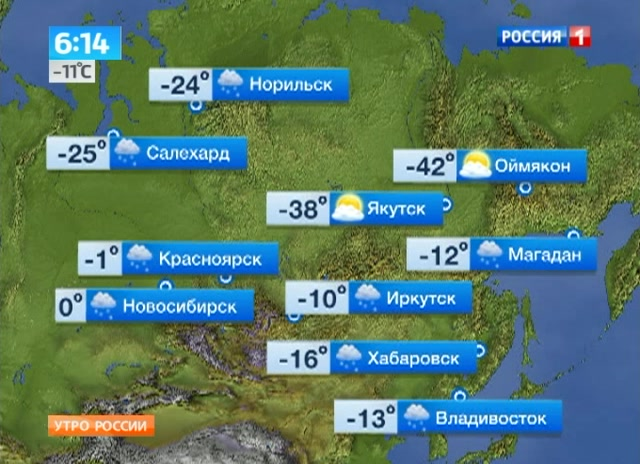 6:14
РОССИЯ 1
-11°C
-24° Норильск
-25° Салехард
-42° Оймякон
-38° Якутск
-1° Красноярск
-12° Магадан
0° Новосибирск
-10° Иркутск
-16° Хабаровск
-13° Владивосток
УТРО РОССИИ